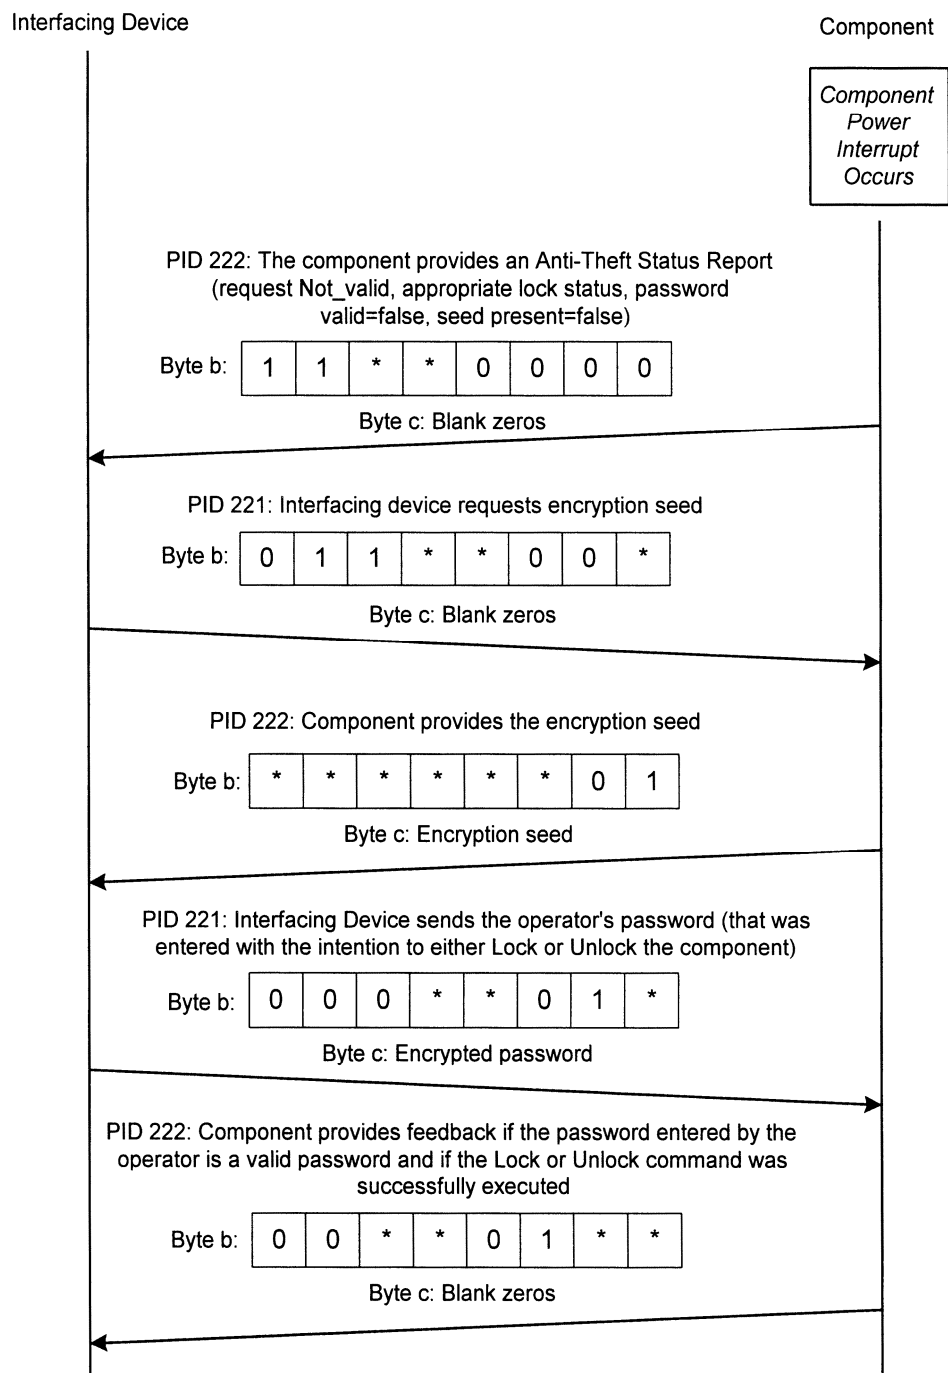 Interfacing Device
Component
Component
Power
Interrupt
Occurs
PID 222: The component provides an Anti-Theft Status Report
(request Not_valid, appropriate lock status, password
valid=false, seed present=false)
Byte b: 1 1 * * 0 0 0 0
Byte c: Blank zeros
PID 221: Interfacing device requests encryption seed
Byte b: 0 1 1 * * 0 0 *
Byte c: Blank zeros
PID 222: Component provides the encryption seed
Byte b: * * * * * * 0 1
Byte c: Encryption seed
PID 221: Interfacing Device sends the operator's password (that was
entered with the intention to either Lock or Unlock the component)
Byte b: 0 0 0 * * 0 1 *
Byte c: Encrypted password
PID 222: Component provides feedback if the password entered by the
operator is a valid password and if the Lock or Unlock command was
successfully executed
Byte b: 0 0 * * 0 1 * *
Byte c: Blank zeros